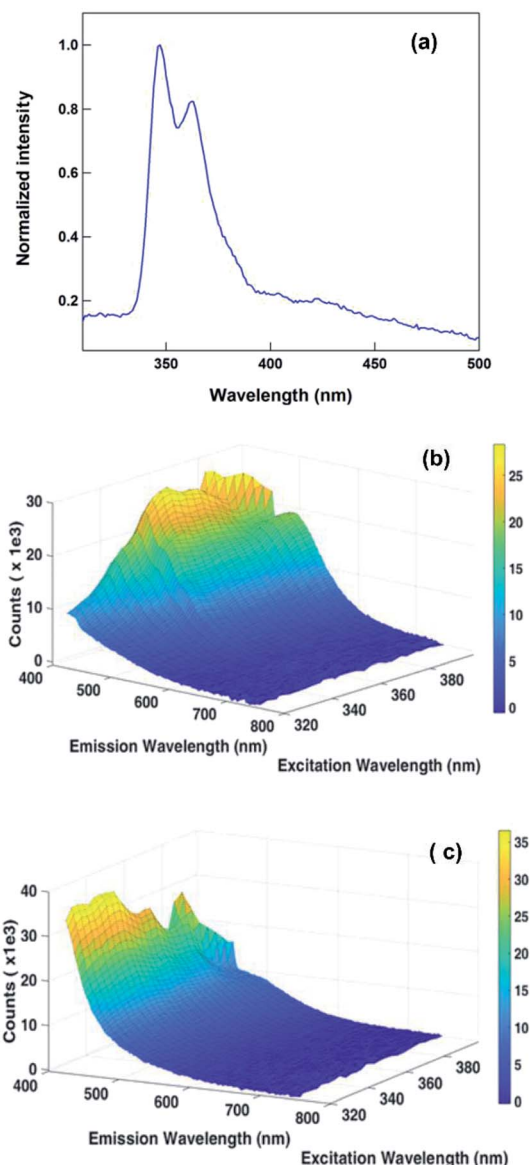 (a)
1.0
0.8
0.6
0.4
0.2
Normalized intensity
350 400 450 500
Wavelength (nm)
(b)
30
20
10
0
Counts ( x 1e3)
400 500 600 700 800
Emission Wavelength (nm)
320 340 360 380
Excitation Wavelength (nm)
25
20
15
10
5
0
( c)
40
30
20
10
0
Counts ( x1e3)
400 500 600 700 800
Emission Wavelength (nm)
320 340 360 380
Excitation Wavelength (nm)
35
30
25
20
15
10
5
0